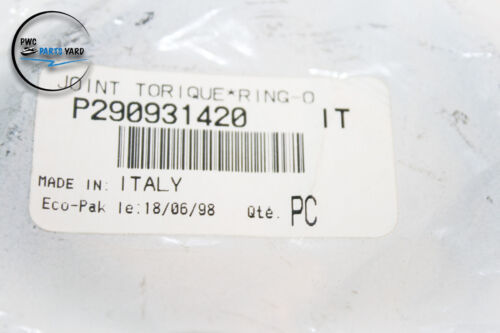 PWC
PARTS YARD
JOINT TORIQUE*RING-O
P290931420 IT
MADE IN: ITALY
Eco-Pak le:18/06/98 Qté. PC